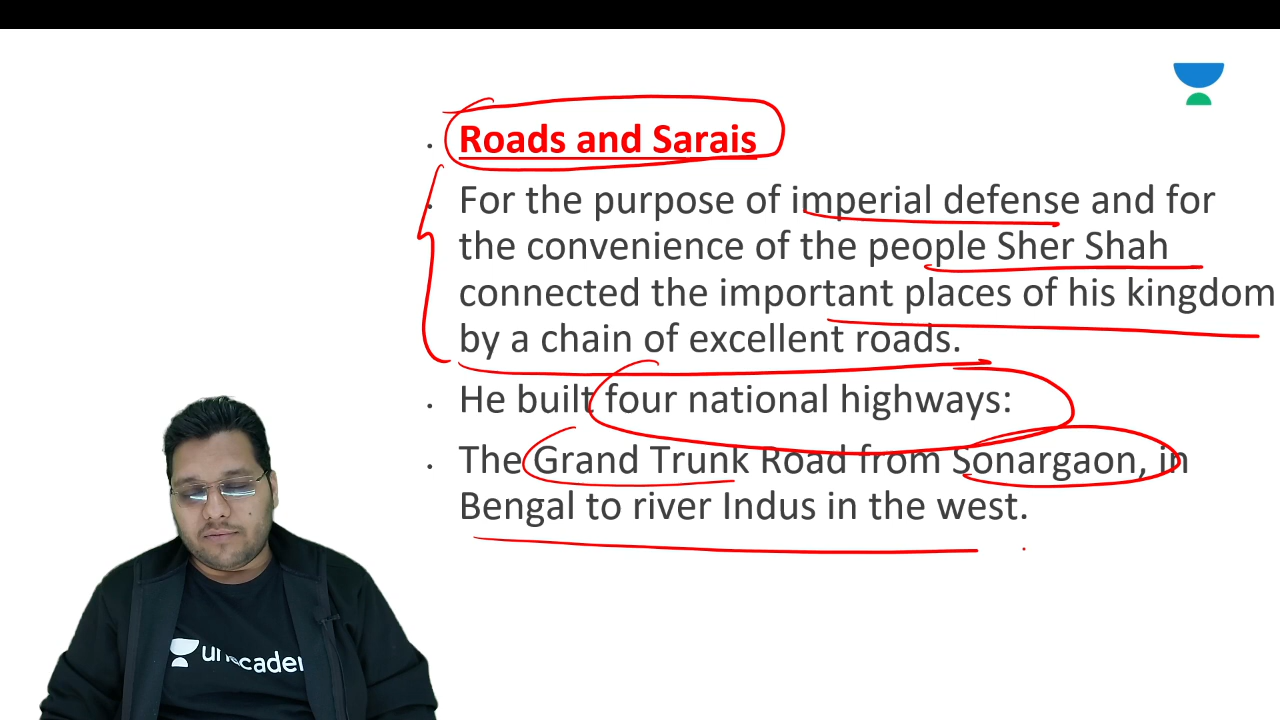 Roads and Sarais
For the purpose of imperial defense and for
the convenience of the people Sher Shah
connected the important places of his kingdom
by a chain of excellent roads.
He built four national highways:
The Grand Trunk Road from Sonargaon, in
Bengal to river Indus in the west.